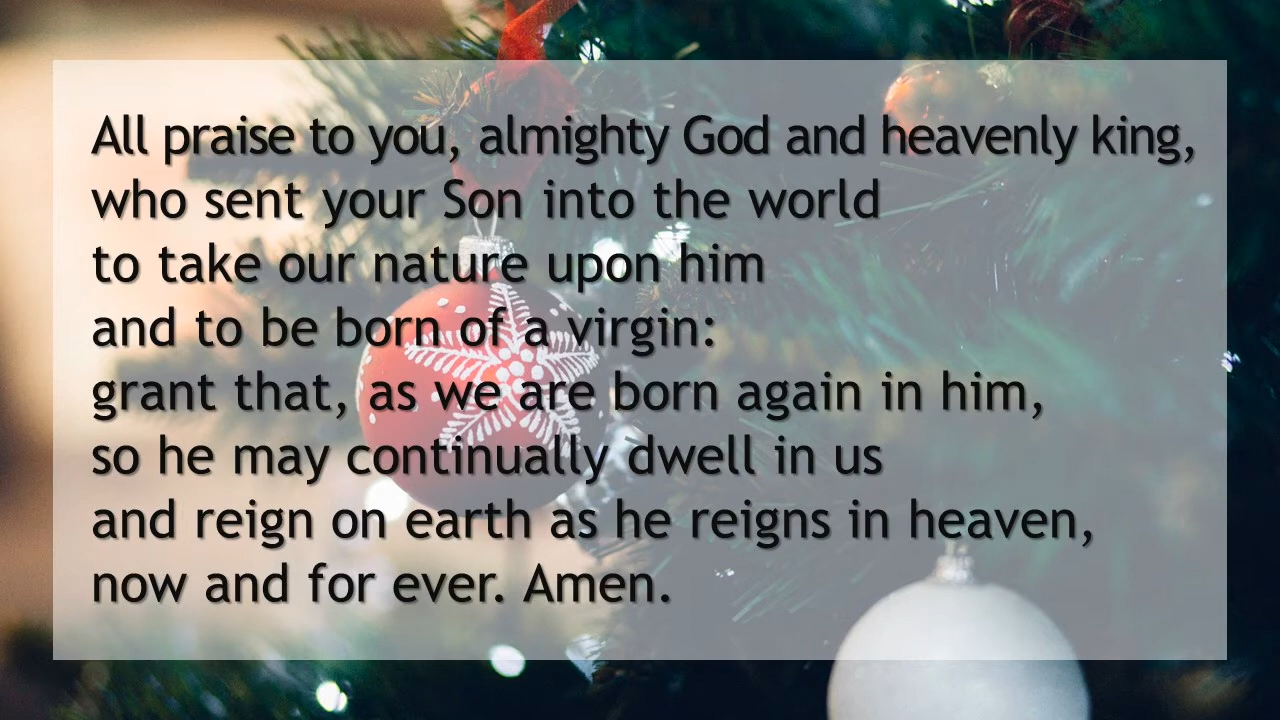 All praise to you, almighty God and heavenly king,
who sent your Son into the world
to take our nature upon him
and to be born of a virgin:
grant that, as we are born again in him,
so he may continually dwell in us
and reign on earth as he reigns in heaven,
now and for ever. Amen.